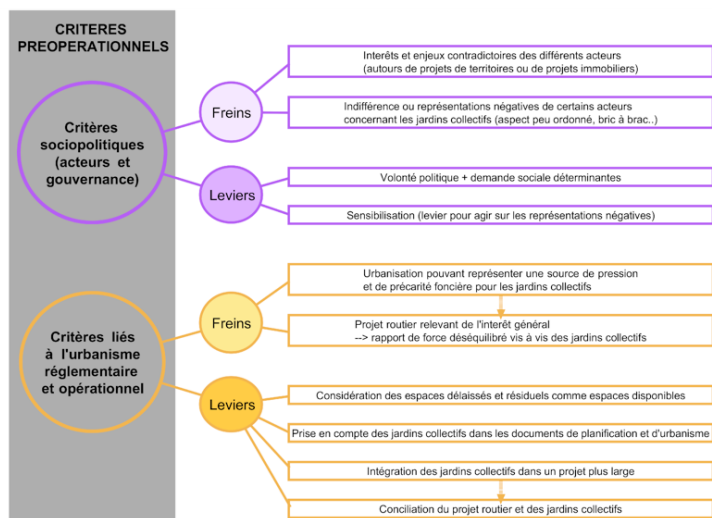 CRITERES
PREOPERATIONNELS
Critères
sociopolitiques
(acteurs et
gouvernance)
Freins
Interêts et enjeux contradictoires des différents acteurs
(autours de projets de territoires ou de projets immobiliers)
Indifférence ou représentations négatives de certains acteurs
concernant les jardins collectifs (aspect peu ordonné, bric à brac..)
Leviers
Volonté politique + demande sociale déterminantes
Sensibilisation (levier pour agir sur les représentations négatives)
Critères liés
à l'urbanisme
réglementaire
et opérationnel
Freins
Urbanisation pouvant représenter une source de pression
et de précarité foncière pour les jardins collectifs
Projet routier relevant de l'interêt général
--> rapport de force déséquilibré vis à vis des jardins collectifs
Leviers
Considération des espaces délaissés et résiduels comme espaces disponibles
Prise en compte des jardins collectifs dans les documents de planification et d'urbanisme
Intégration des jardins collectifs dans un projet plus large
Conciliation du projet routier et des jardins collectifs